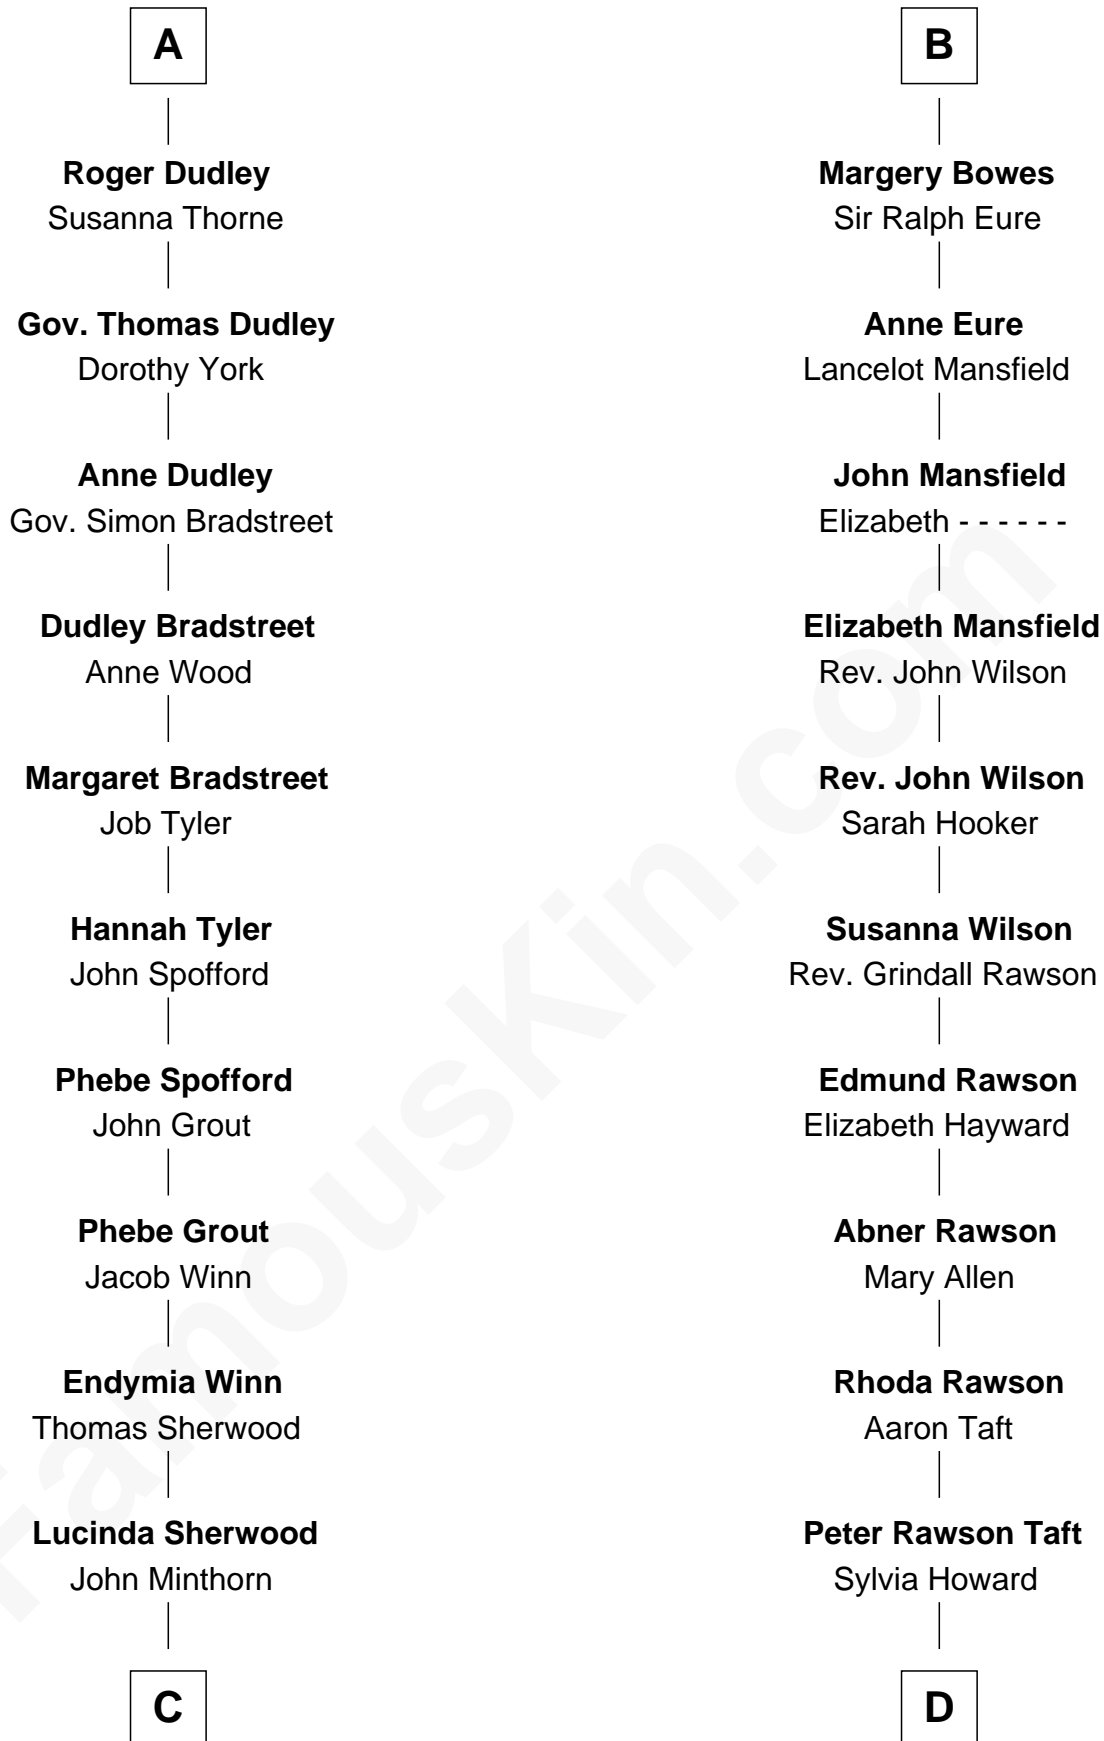 A
Roger Dudley
Susanna Thorne
Gov. Thomas Dudley
Dorothy York
Anne Dudley
Gov. Simon Bradstreet
Dudley Bradstreet
Anne Wood
Margaret Bradstreet
Job Tyler
Hannah Tyler
John Spofford
Phebe Spofford
John Grout
Phebe Grout
Jacob Winn
Endymia Winn
Thomas Sherwood
Lucinda Sherwood
John Minthorn
C
B
Margery Bowes
Sir Ralph Eure
Anne Eure
Lancelot Mansfield
John Mansfield
Elizabeth - - - - - -
Elizabeth Mansfield
Rev. John Wilson
Rev. John Wilson
Sarah Hooker
Susanna Wilson
Rev. Grindall Rawson
Edmund Rawson
Elizabeth Hayward
Abner Rawson
Mary Allen
Rhoda Rawson
Aaron Taft
Peter Rawson Taft
Sylvia Howard
D
FamousKin.com